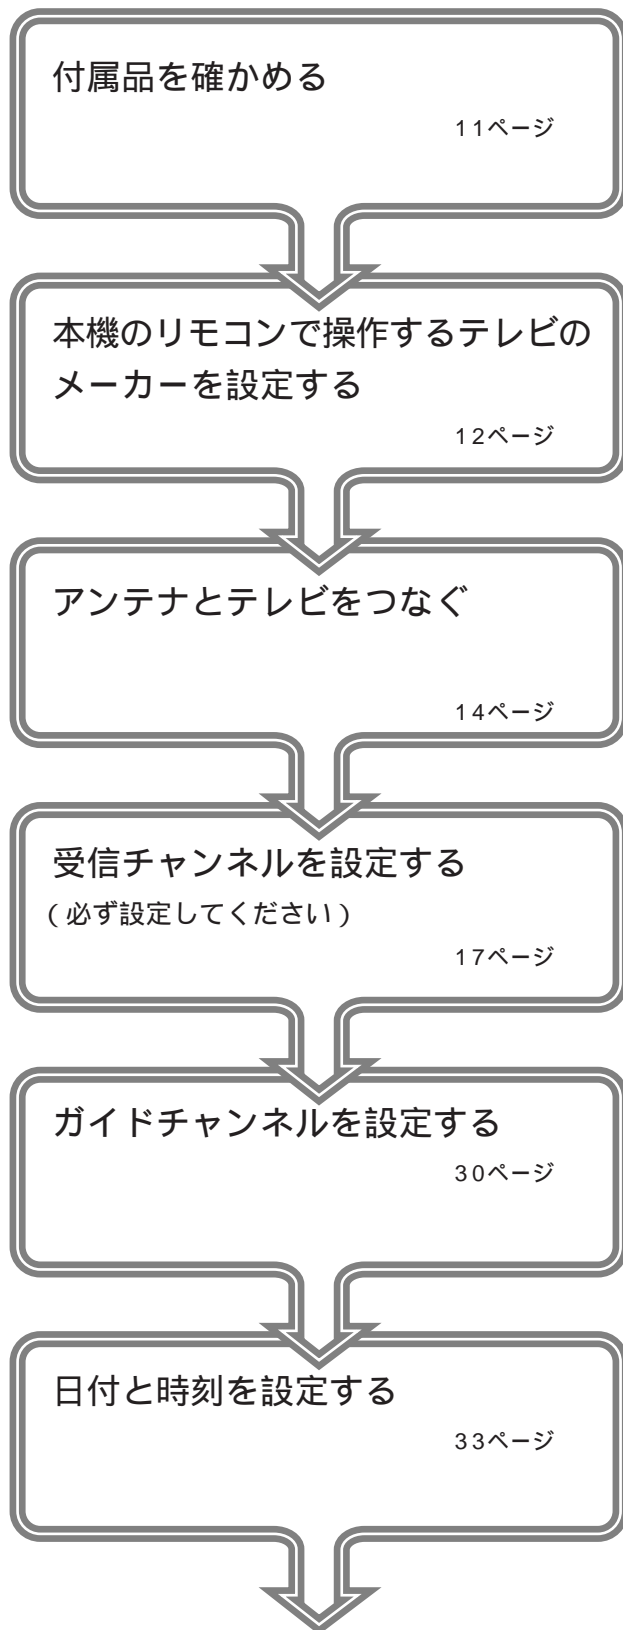 付属品を確かめる
11ページ
本機のリモコンで操作するテレビの
メーカーを設定する
12ページ
アンテナとテレビをつなぐ
14ページ
受信チャンネルを設定する
(必ず設定してください)
17ページ
ガイドチャンネルを設定する
30ページ
日付と時刻を設定する
33ページ